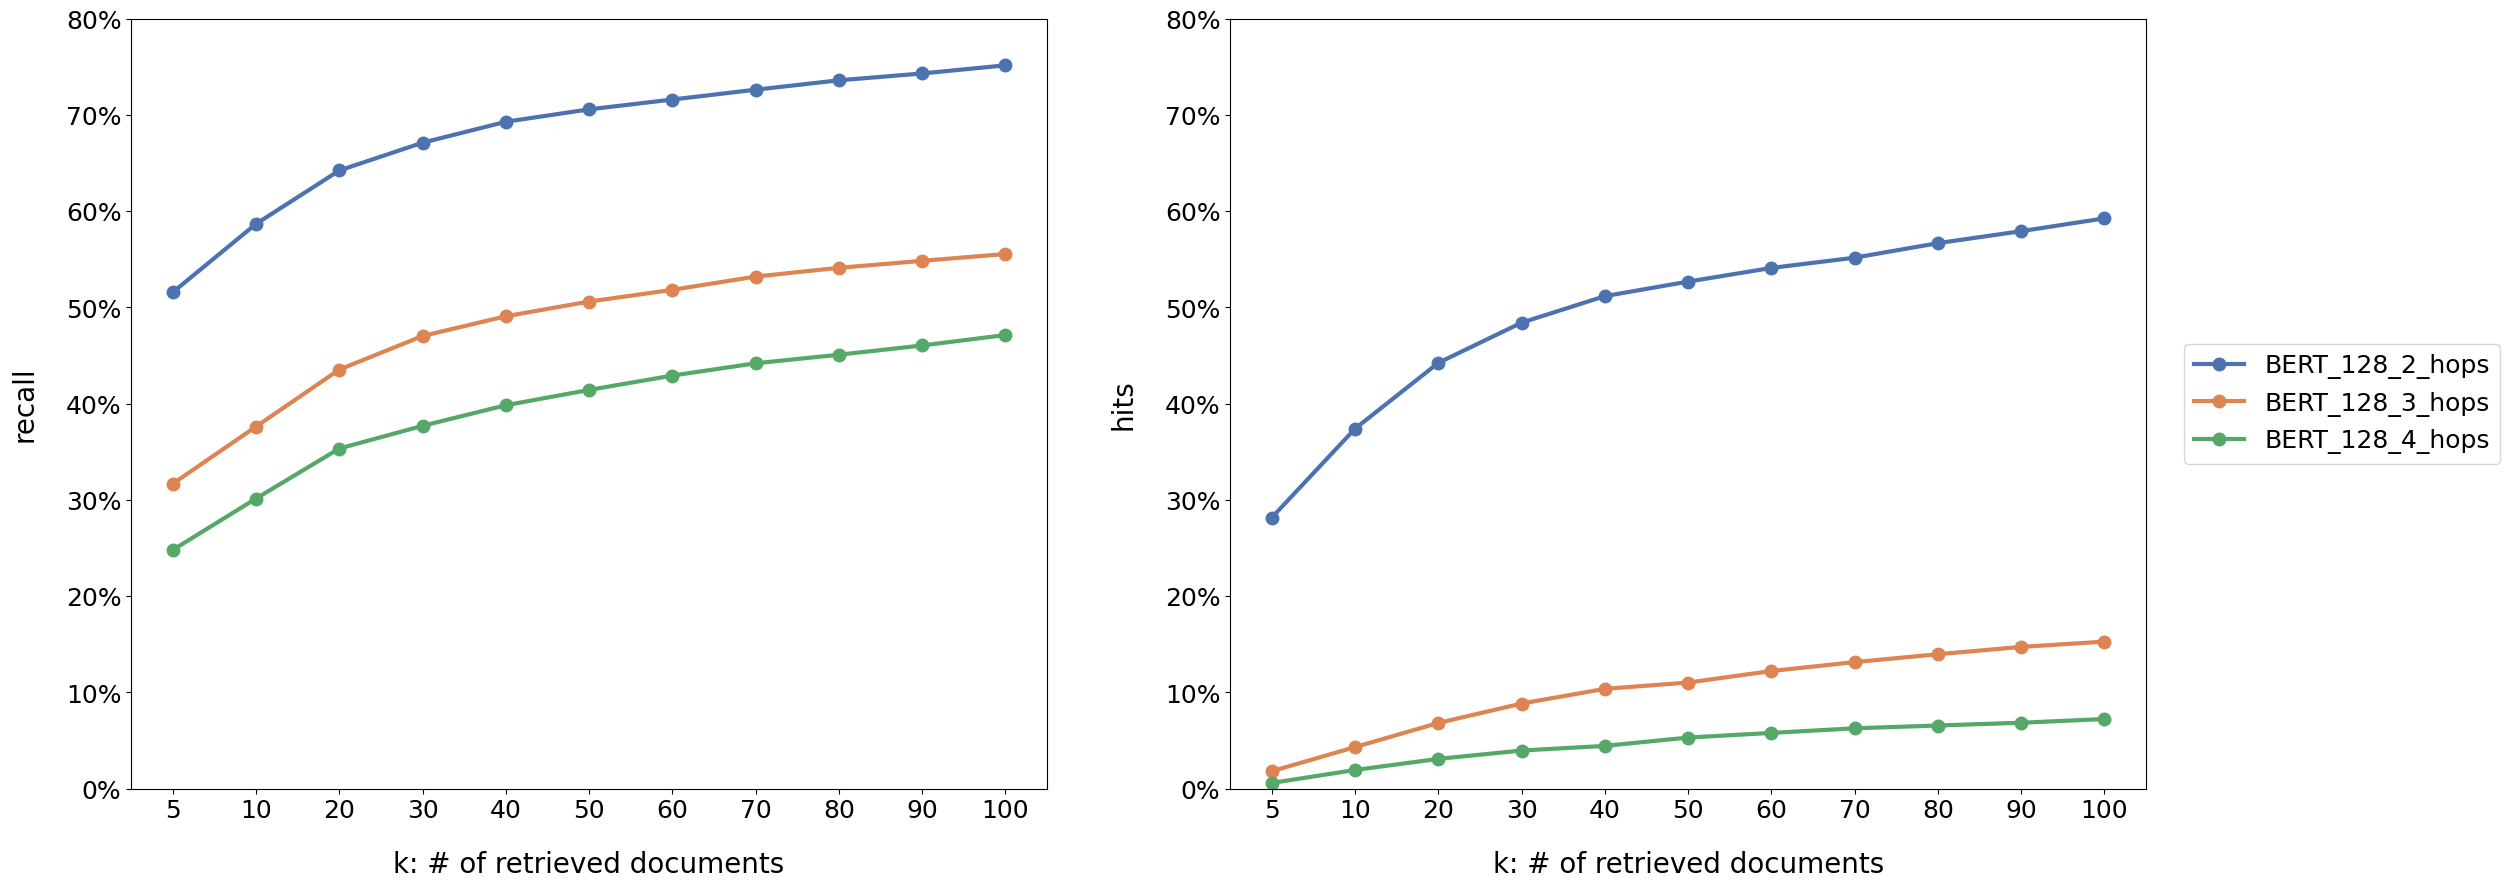 80%
70%
60%
50%
40%
30%
20%
10%
0%
recall
5 10 20 30 40 50 60 70 80 90 100
k: # of retrieved documents
80%
70%
60%
50%
40%
30%
20%
10%
0%
hits
5 10 20 30 40 50 60 70 80 90 100
k: # of retrieved documents
BERT_128_2_hops
BERT_128_3_hops
BERT_128_4_hops